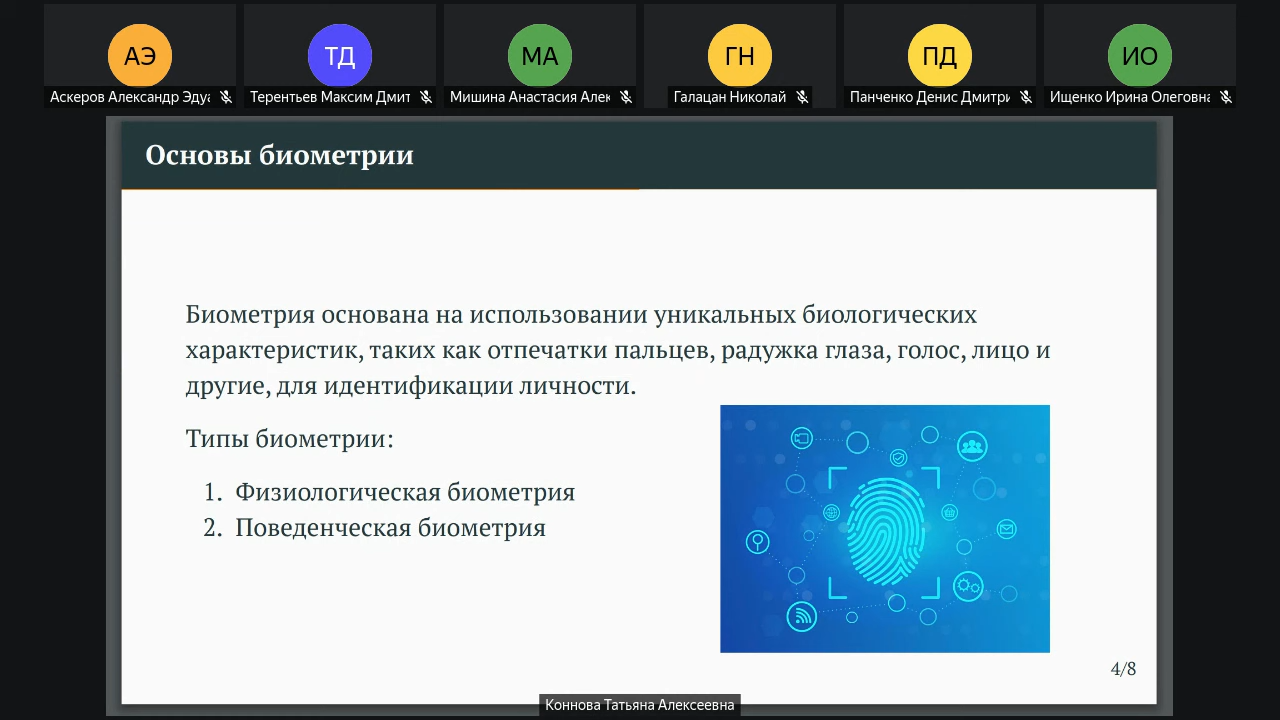 АЭ
ТД
МА
ГН
ПД
ИО
Аскеров Александр Эдуа
Терентьев Максим Дмит
Мишина Анастасия Алек
Галацан Николай
Панченко Денис Дмитри
Ищенко Ирина Олеговна
Основы биометрии
Биометрия основана на использовании уникальных биологических
характеристик, таких как отпечатки пальцев, радужка глаза, голос, лицо и
другие, для идентификации личности.
Типы биометрии:
1. Физиологическая биометрия
2. Поведенческая биометрия
4/8
Коннова Татьяна Алексеевна